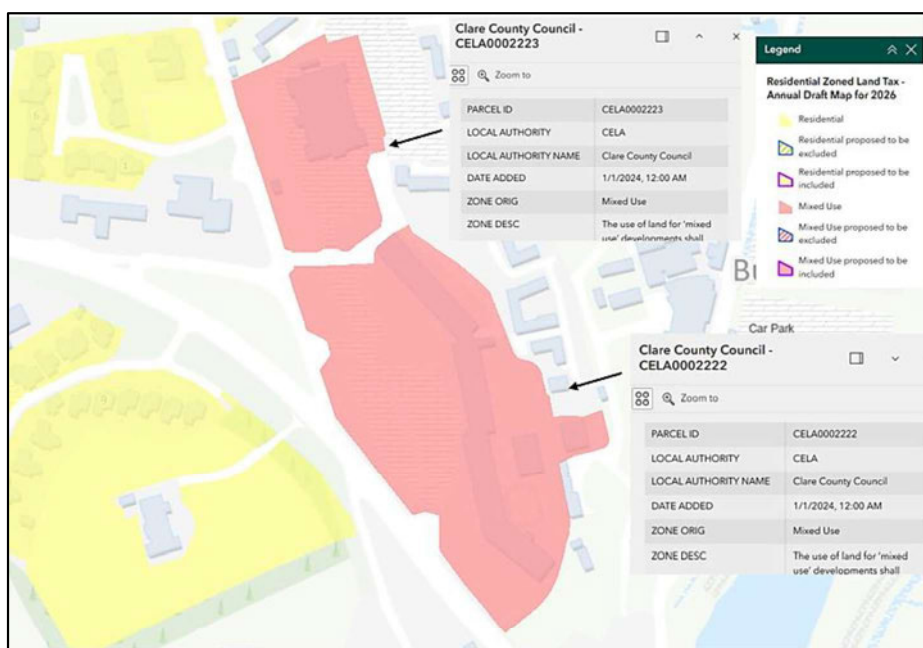 Clare County Council -
CELA0002223
Zoom to
PARCEL ID CELA0002223
LOCAL AUTHORITY CELA
LOCAL AUTHORITY NAME Clare County Council
DATE ADDED 1/1/2024, 12:00 AM
ZONE ORIG Mixed Use
ZONE DESC The use of land for 'mixed
use' developments shall
Legend
Residential Zoned Land Tax -
Annual Draft Map for 2026
Residential
Residential proposed to be
excluded
Residential proposed to be
included
Mixed Use
Mixed Use proposed to be
excluded
Mixed Use proposed to be
included
Bu
Car Park
Clare County Council -
CELA0002222
Zoom to
PARCEL ID CELA0002222
LOCAL AUTHORITY CELA
LOCAL AUTHORITY NAME Clare County Council
DATE ADDED 1/1/2024, 12:00 AM
ZONE ORIG Mixed Use
ZONE DESC The use of land for 'mixed
use' developments shall